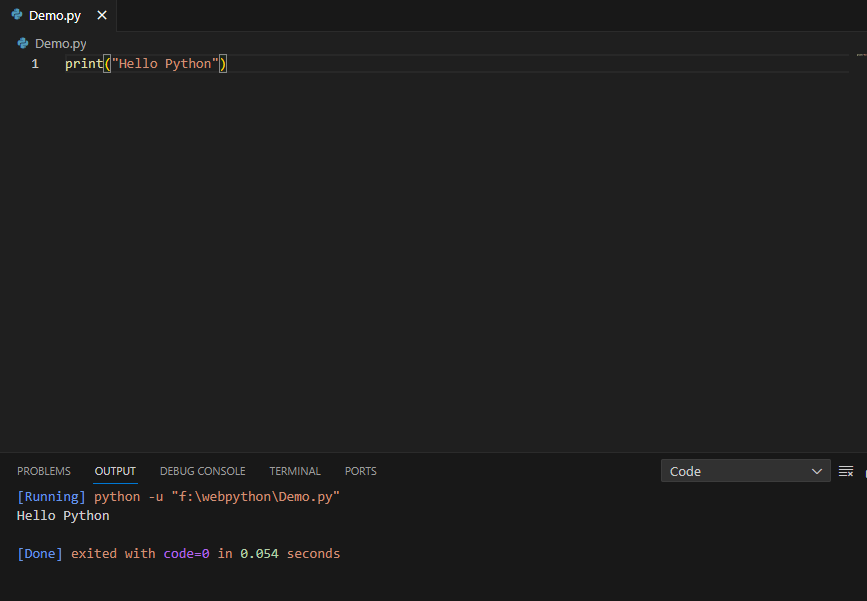 Demo.py
Demo.py
1 print("Hello Python")
PROBLEMS OUTPUT DEBUG CONSOLE TERMINAL PORTS Code
[Running] python -u "f:\webpython\Demo.py"
Hello Python
[Done] exited with code=0 in 0.054 seconds